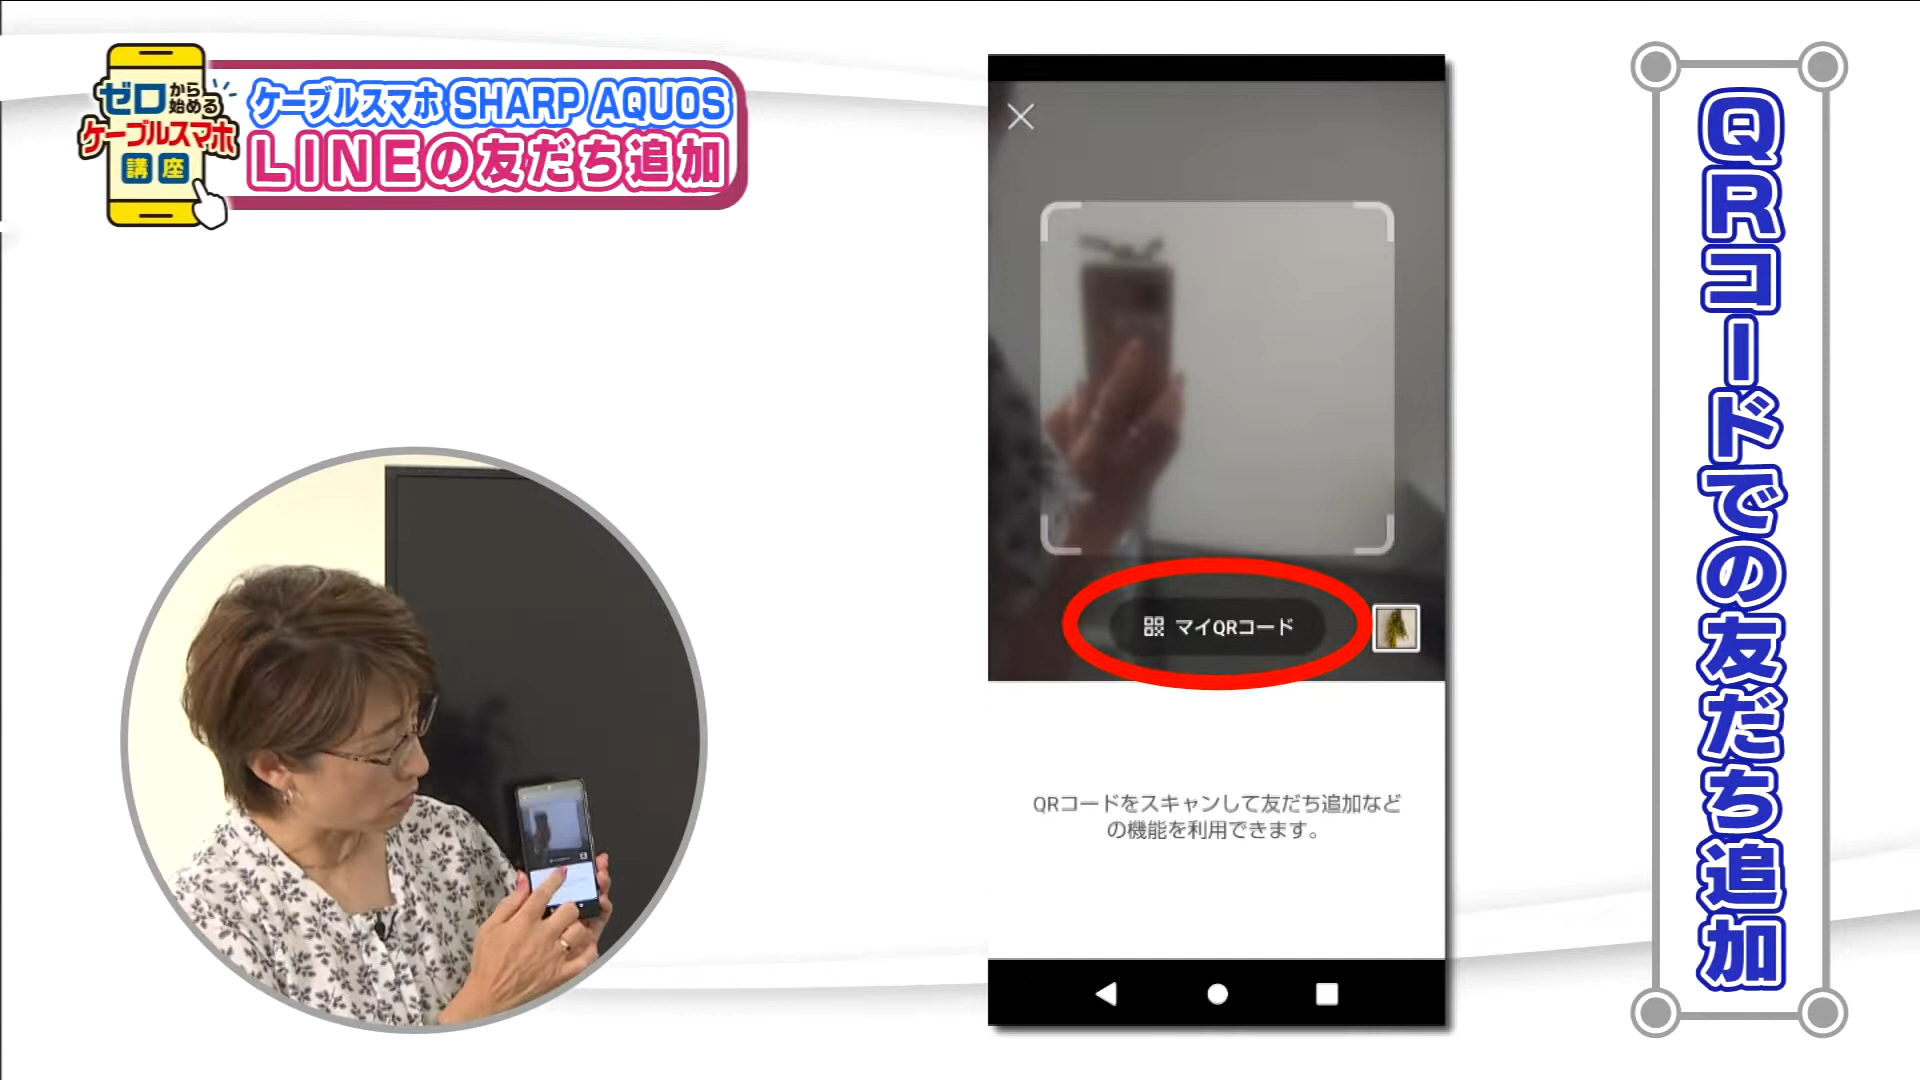 ゼロから始める
ケーブルスマホ
講座
ケーブルスマホ SHARP AQUOS
LINEの友だち追加
マイQRコード
QRコードをスキャンして友だち追加など
の機能を利用できます。
QRコードでの友だち追加